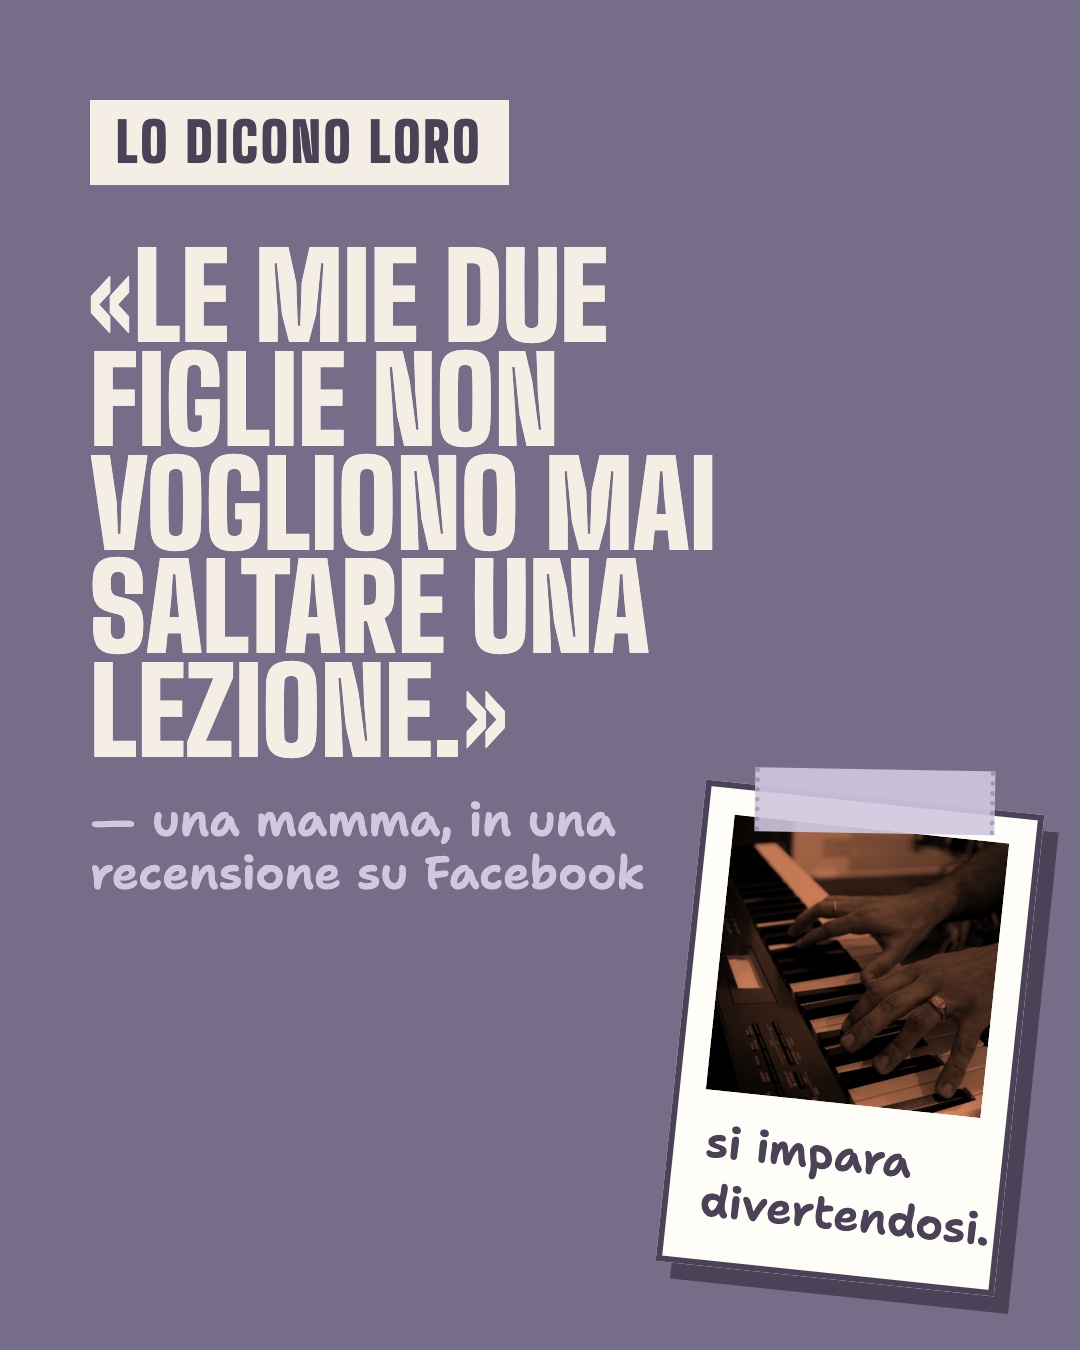 LO DICONO LORO
«LE MIE DUE
FIGLIE NON
VOGLIONO MAI
SALTARE UNA
LEZIONE.»
— una mamma, in una
recensione su Facebook
si impara
divertendosi.